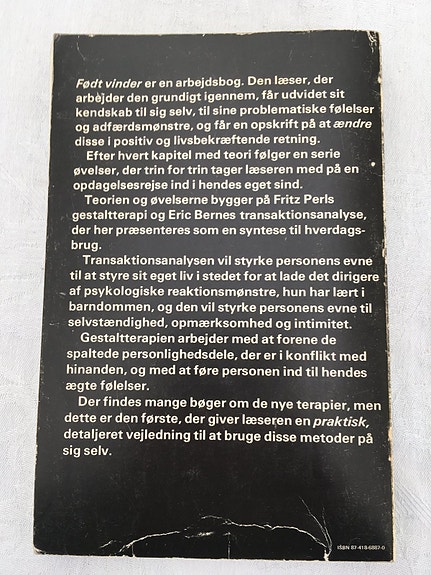 Født vinder er en arbejdsbog. Den læser, der
arbejder den grundigt igennem, får udvidet sit
kendskab til sig selv, til sine problematiske følelser
og adfærdsmønstre, og får en opskrift på at ændre
disse i positiv og livsbekræftende retning.
Efter hvert kapitel med teori følger en serie
øvelser, der trin for trin tager læseren med på en
opdagelsesrejse ind i hendes eget sind.
Teorien og øvelserne bygger på Fritz Perls
gestaltterapi og Eric Bernes transaktionsanalyse,
der her præsenteres som en syntese til hverdags-
brug.
Transaktionsanalysen vil styrke personens evne
til at styre sit eget liv i stedet for at lade det dirigere
af psykologiske reaktionsmønstre, hun har lært i
barndommen, og den vil styrke personens evne til
selvstændighed, opmærksomhed og intimitet.
Gestaltterapien arbejder med at forene de
spaltede personlighedsdele, der er i konflikt med
hinanden, og med at føre personen ind til hendes
ægte følelser.
Der findes mange bøger om de nye terapier, men
dette er den første, der giver læseren en praktisk,
detaljeret vejledning til at bruge disse metoder på
sig selv.
ISBN 87-418-6887-0